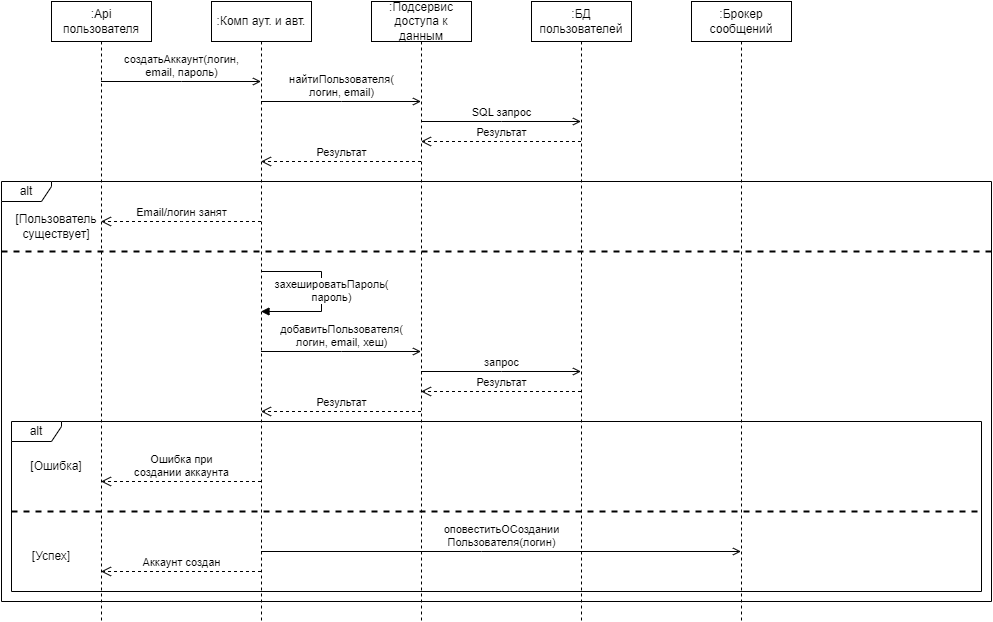 :Api
пользователя
:Комп аут. и авт.
:Подсервис
доступа к
данным
:БД
пользователей
:Брокер
сообщений
создатьАккаунт(логин,
email, пароль)
найтиПользователя(
логин, email)
SQL запрос
Результат
Результат
alt
[Пользователь
существует]
Email/логин занят
захешироватьПароль(
пароль)
добавитьПользователя(
логин, email, хеш)
запрос
Результат
Результат
alt
[Ошибка]
Ошибка при
создании аккаунта
оповеститьОСоздании
Пользователя(логин)
[Успех]
Аккаунт создан